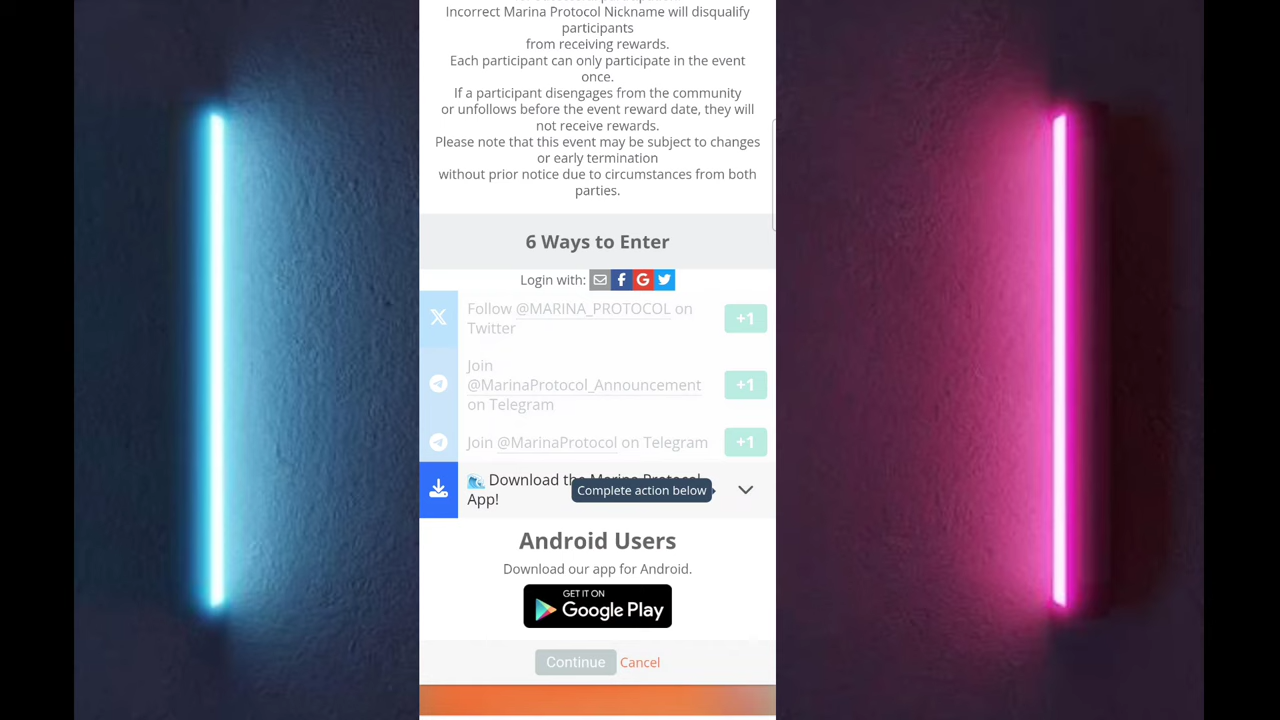 Incorrect Marina Protocol Nickname will disqualify
participants
from receiving rewards.
Each participant can only participate in the event
once.
If a participant disengages from the community
or unfollows before the event reward date, they will
not receive rewards.
Please note that this event may be subject to changes
or early termination
without prior notice due to circumstances from both
parties.
6 Ways to Enter
Login with:
Follow @MARINA_PROTOCOL on
Twitter
+1
Join
@MarinaProtocol_Announcement
on Telegram
+1
Join @MarinaProtocol on Telegram
+1
Download the Marina Protocol
App!
Complete action below
Android Users
Download our app for Android.
GET IT ON
Google Play
Continue Cancel